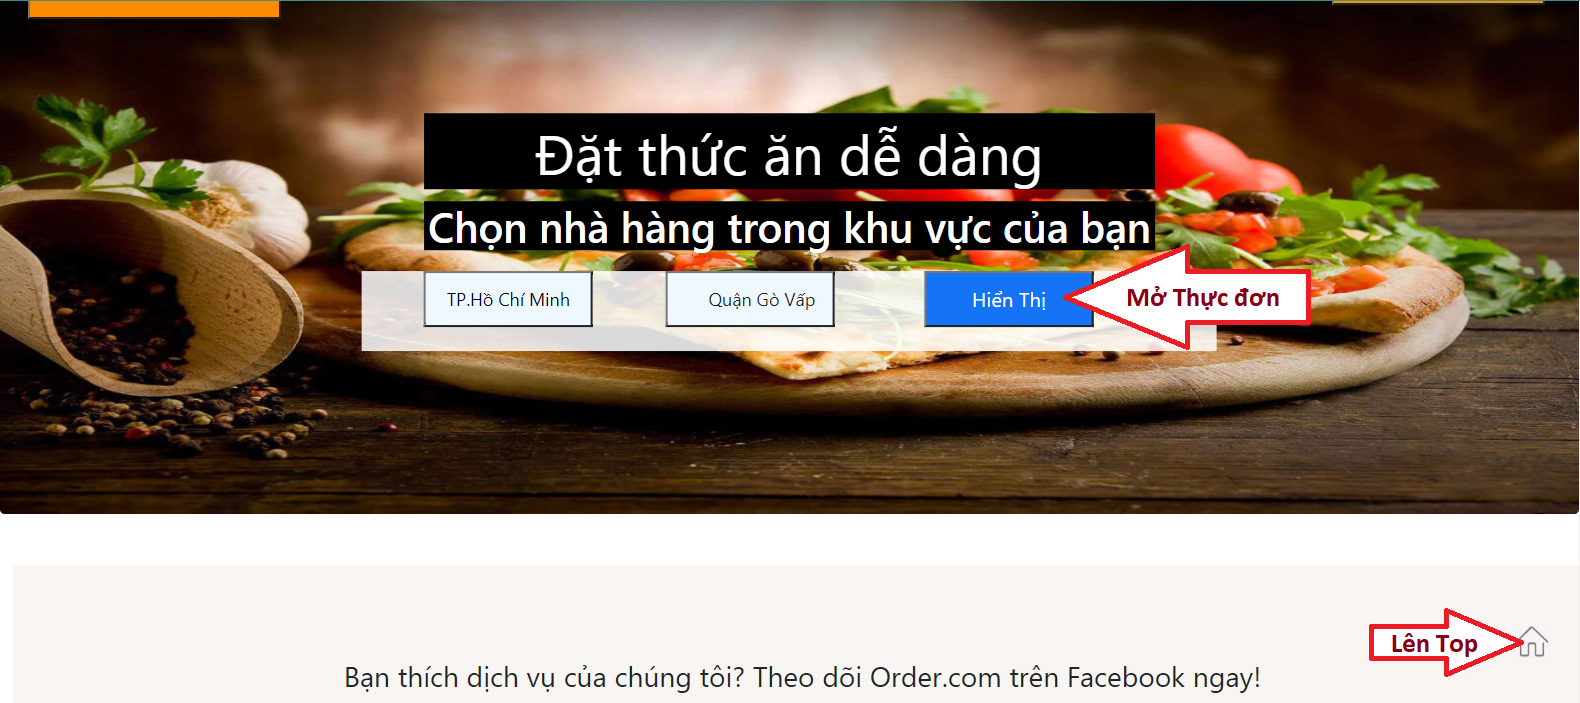 Đặt thức ăn dễ dàng
Chọn nhà hàng trong khu vực của bạn
TP.Hồ Chí Minh
Quận Gò Vấp
Hiển Thị
Mở Thực đơn
Lên Top
Bạn thích dịch vụ của chúng tôi? Theo dõi Order.com trên Facebook ngay!